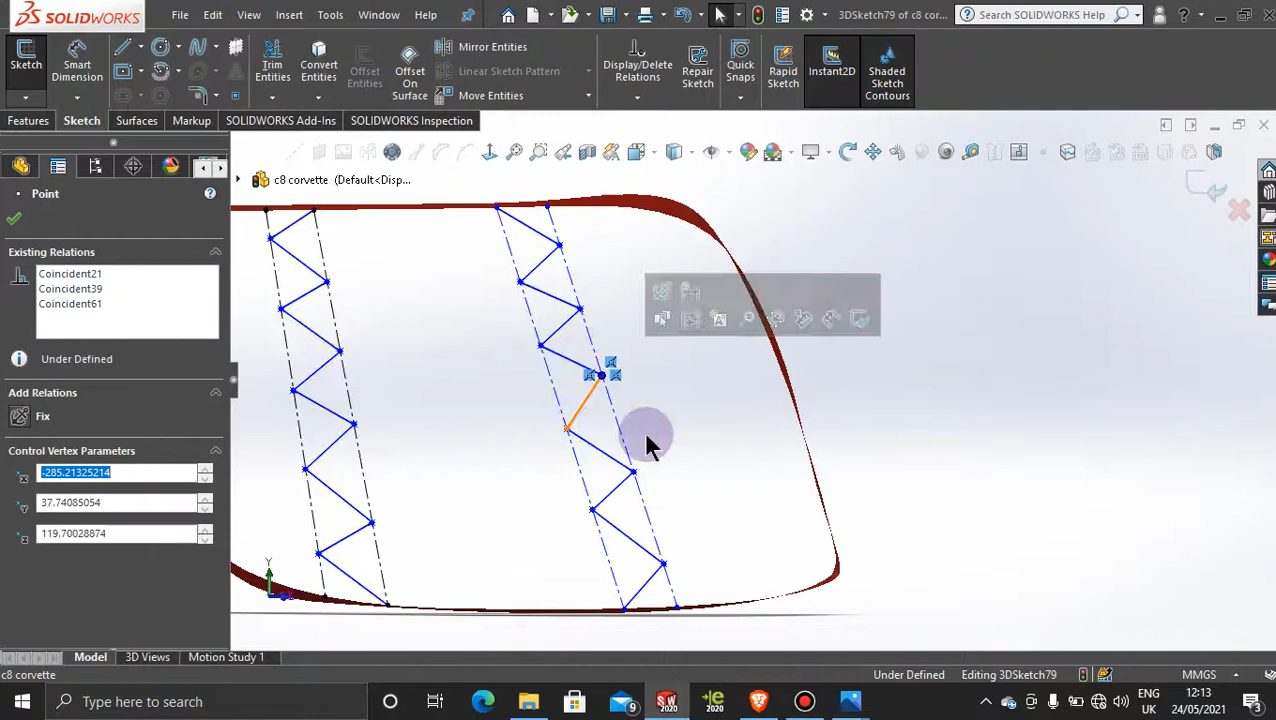 SOLIDWORKS
File Edit View Insert Tools Window Help
3DSketch79 of c8 cor...
Search SOLIDWORKS Help
Sketch
Smart Dimension
Trim Entities
Convert Entities
Offset Entities
Offset On Surface
Mirror Entities
Linear Sketch Pattern
Move Entities
Display/Delete Relations
Repair Sketch
Quick Snaps
Rapid Sketch
Instant2D
Shaded Sketch Contours
Features Sketch Surfaces Markup SOLIDWORKS Add-Ins SOLIDWORKS Inspection
c8 corvette (Default<Disp...
Point
Existing Relations
Coincident21
Coincident39
Coincident61
Under Defined
Add Relations
Fix
Control Vertex Parameters
-285.21325214
37.74085054
119.70028874
Y
Model 3D Views Motion Study 1
c8 corvette
Under Defined Editing 3DSketch79 MMGS
Type here to search
9
SW 2020
e 2020
ENG
UK
12:13
24/05/2021
3